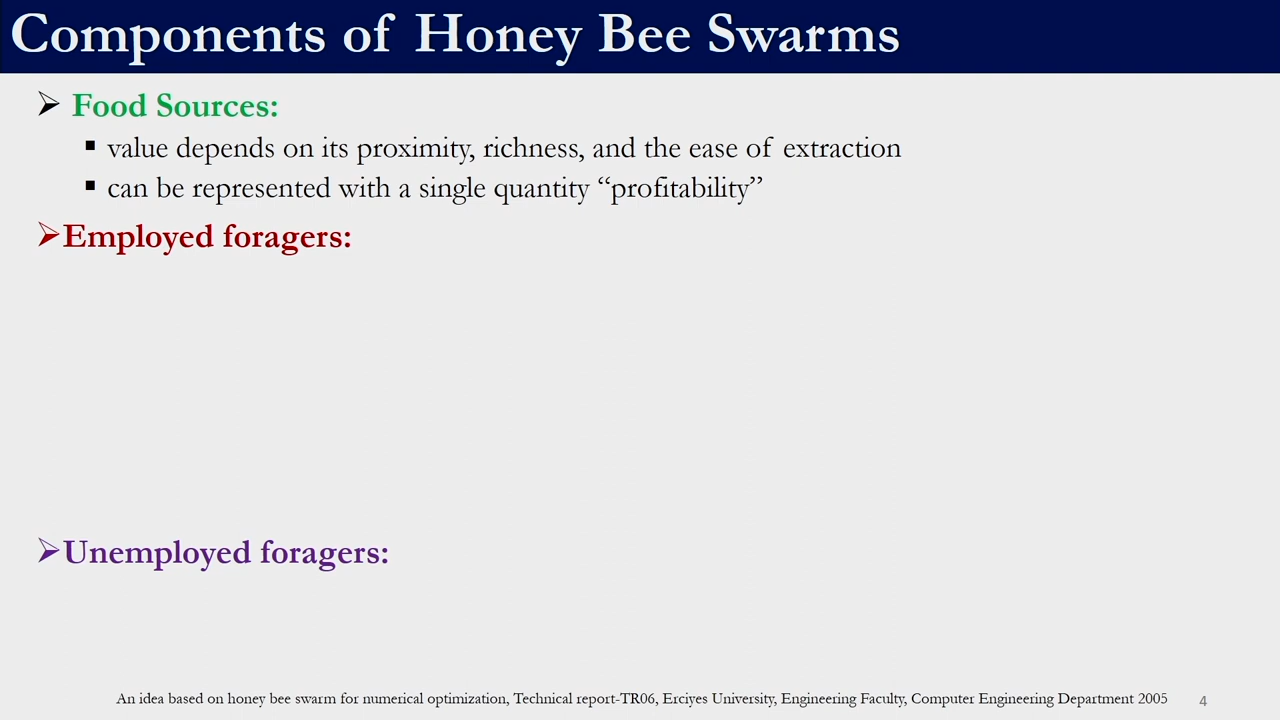 Components of Honey Bee Swarms
➢ Food Sources:
▪ value depends on its proximity, richness, and the ease of extraction
▪ can be represented with a single quantity “profitability”
➢Employed foragers:
➢Unemployed foragers:
An idea based on honey bee swarm for numerical optimization, Technical report-TR06, Erciyes University, Engineering Faculty, Computer Engineering Department 2005
4